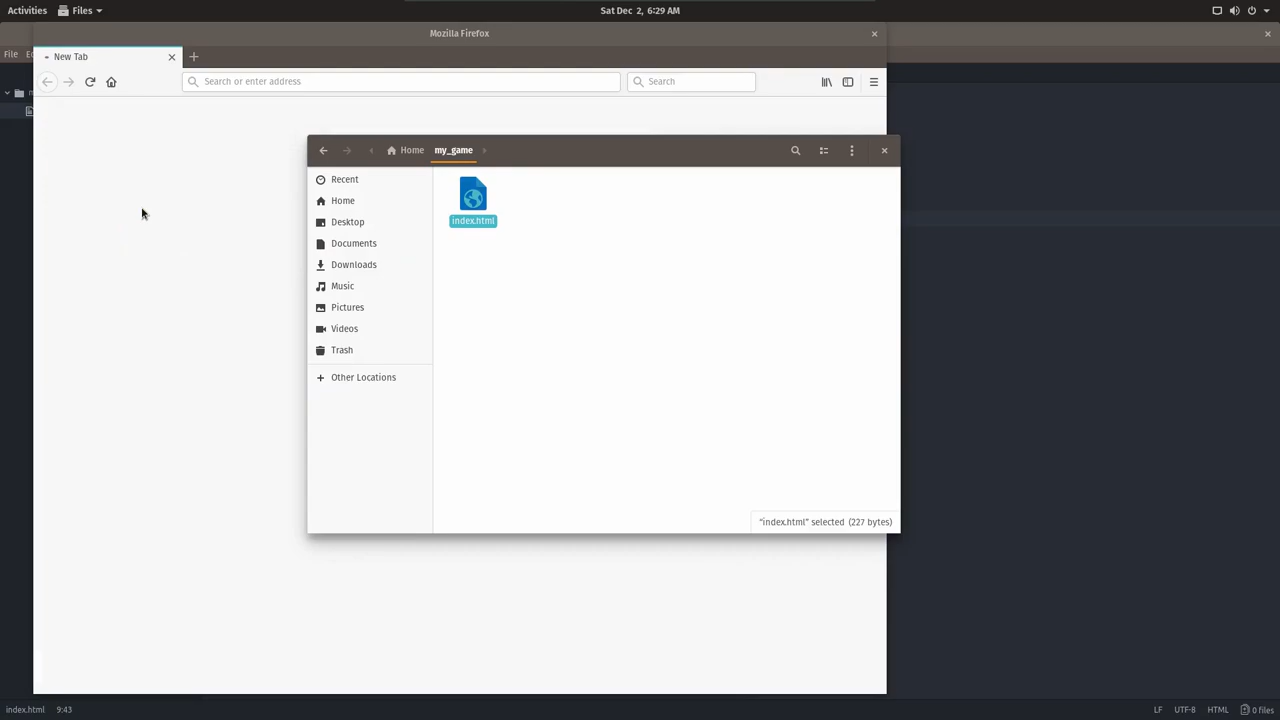 Activities Files Sat Dec 2, 6:29 AM
Mozilla Firefox
File
New Tab
Search or enter address Search
Home my_game
Recent
Home
Desktop
Documents
Downloads
Music
Pictures
Videos
Trash
Other Locations
index.html
"index.html" selected (227 bytes)
index.html 9:43 LF UTF-8 HTML 0 files